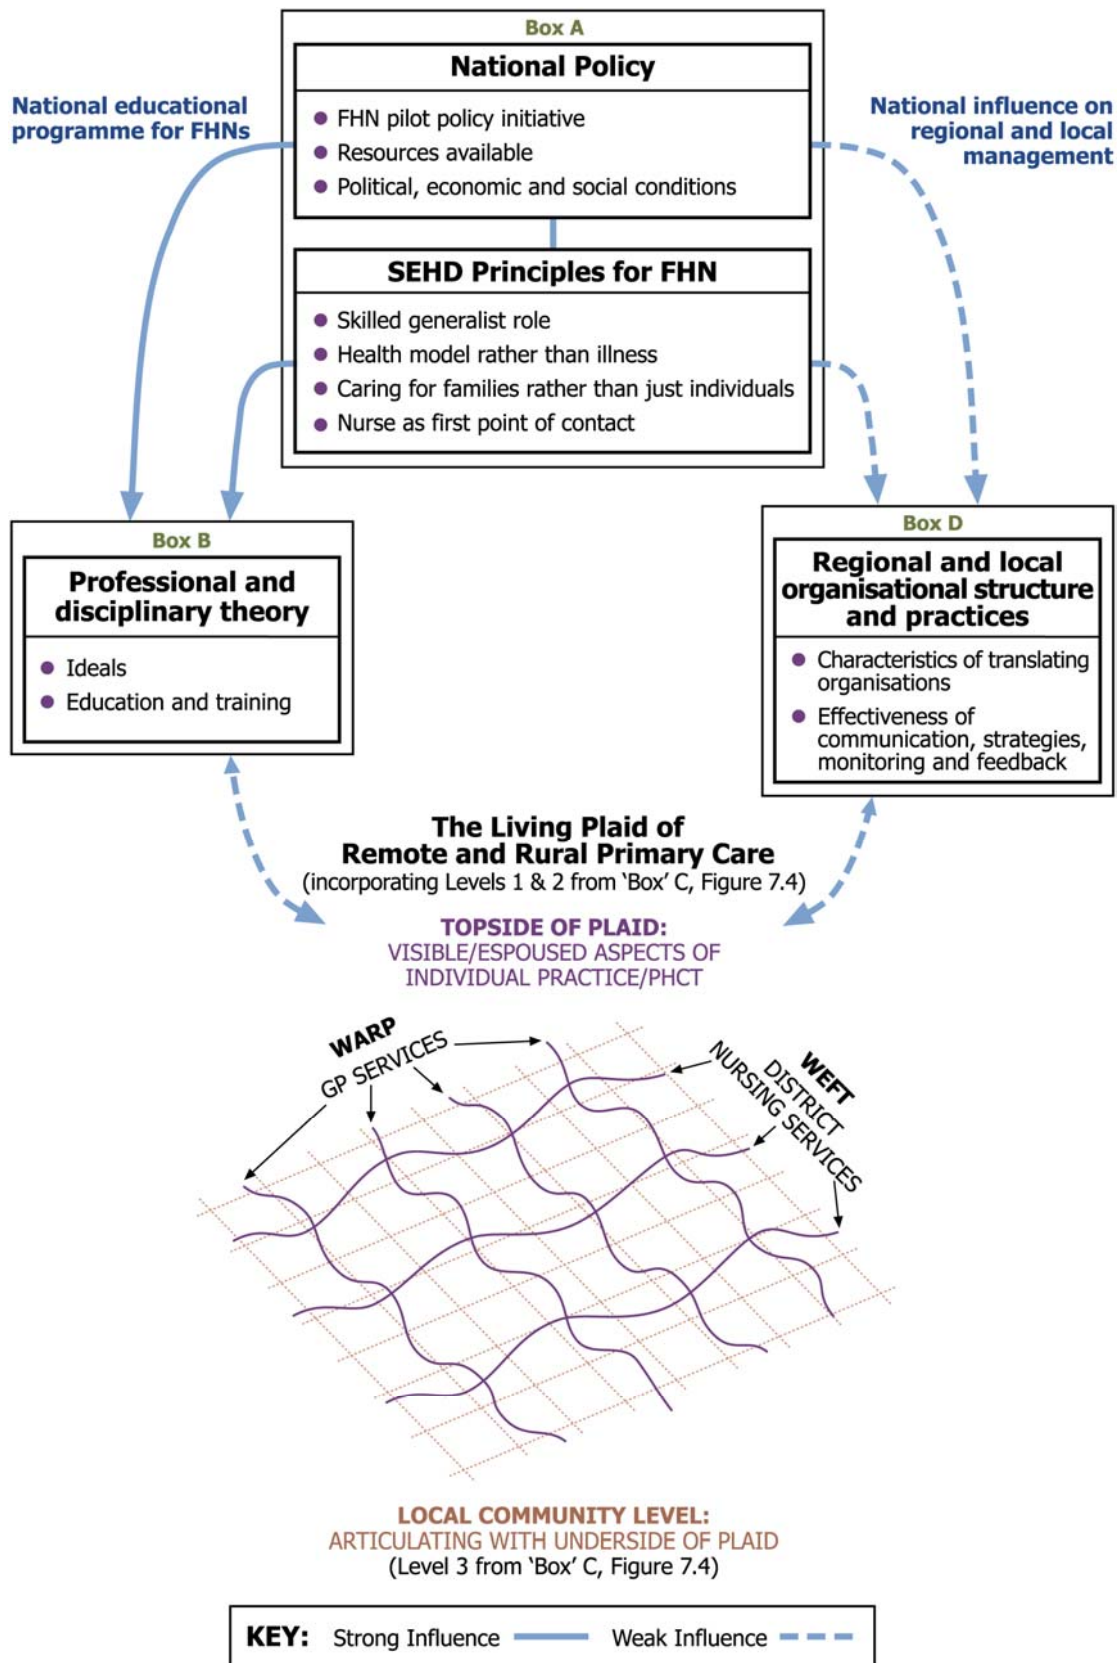 Box A
National Policy
National educational
programme for FHNs
• FHN pilot policy initiative
• Resources available
• Political, economic and social conditions
National influence on
regional and local
management
SEHD Principles for FHN
• Skilled generalist role
• Health model rather than illness
• Caring for families rather than just individuals
• Nurse as first point of contact
Box B
Professional and
disciplinary theory
• Ideals
• Education and training
Box D
Regional and local
organisational structure
and practices
• Characteristics of translating
organisations
• Effectiveness of
communication, strategies,
monitoring and feedback
The Living Plaid of
Remote and Rural Primary Care
(incorporating Levels 1 & 2 from ‘Box’ C, Figure 7.4)
TOPSIDE OF PLAID:
VISIBLE/ESPOUSED ASPECTS OF
INDIVIDUAL PRACTICE/PHCT
WARP
GP SERVICES
WEFT
DISTRICT
NURSING SERVICES
LOCAL COMMUNITY LEVEL:
ARTICULATING WITH UNDERSIDE OF PLAID
(Level 3 from ‘Box’ C, Figure 7.4)
KEY: Strong Influence Weak Influence